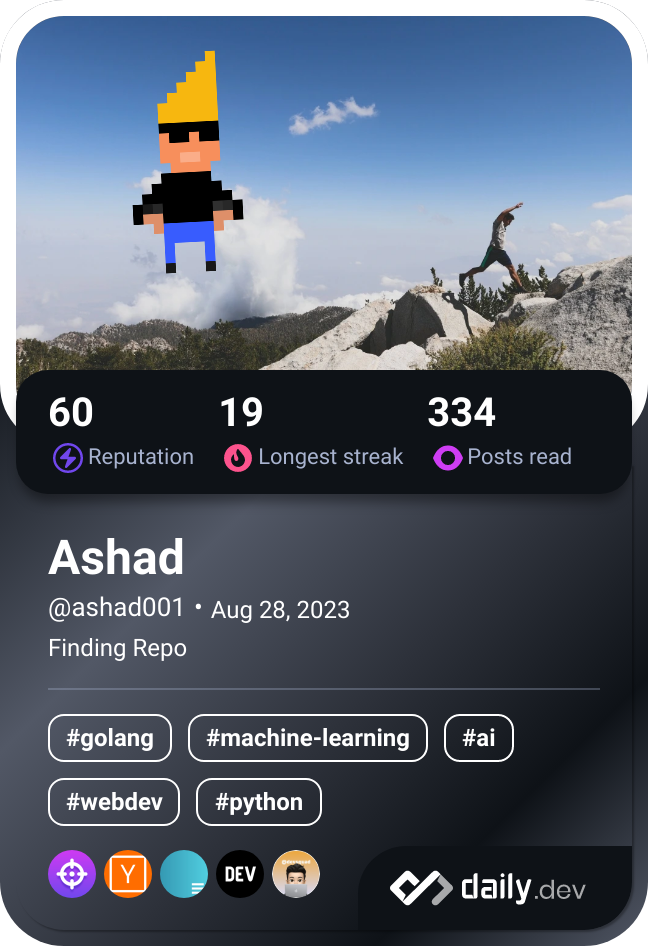 60 19 334
Reputation Longest streak Posts read
Ashad
@ashad001 • Aug 28, 2023
Finding Repo
#golang #machine-learning #ai
#webdev #python
Y DEV
daily.dev